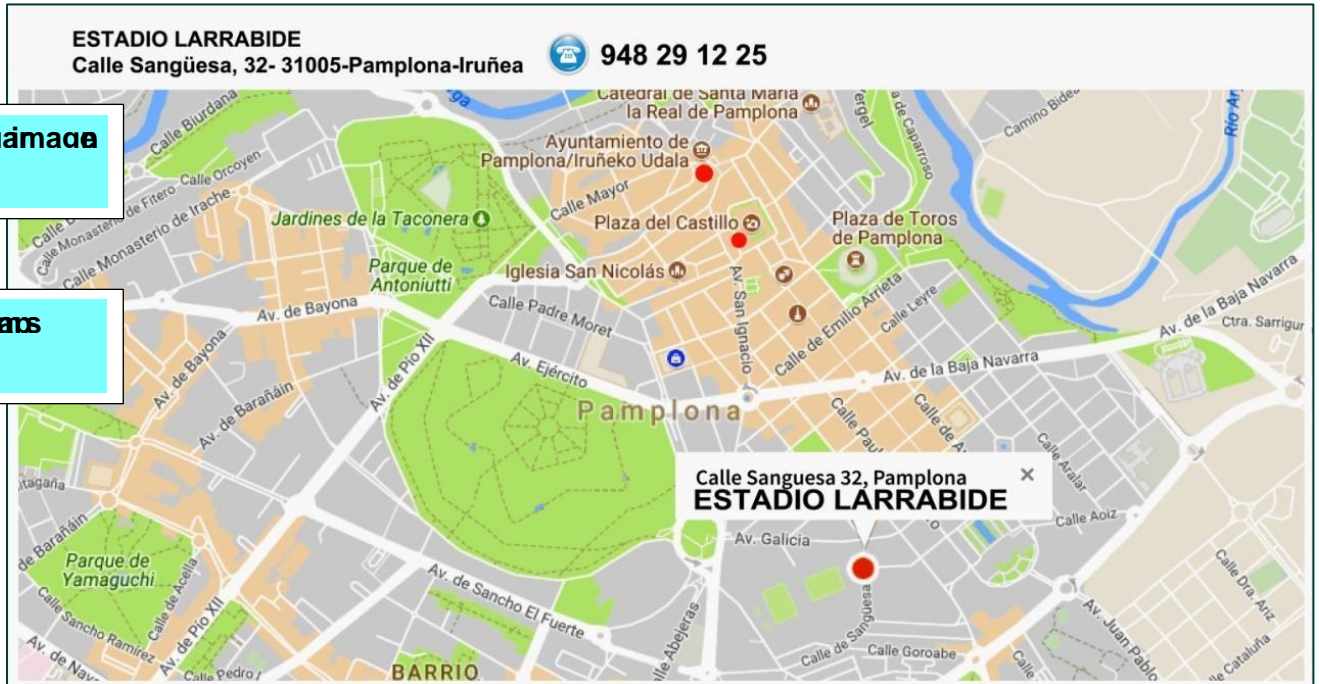 ESTADIO LARRABIDE
Calle Sangüesa, 32- 31005-Pamplona-Iruñea
948 29 12 25
Catedral de Santa María
la Real de Pamplona
Camino Bidea
Calle Biurdana
Ayuntamiento de
Pamplona/Iruñeko Udala
Calle Orcoyen
Calle Monasterio de Fitero
Calle Monasterio de Irache
Calle Mayor
Jardines de la Taconera
Plaza del Castillo
Plaza de Toros
de Pamplona
Parque de
Antoniutti
Iglesia San Nicolás
Av. San Ignacio
Calle de Emilio Arrieta
Calle Leyre
Av. de la Baja Navarra
Ctra. Sarrigur
Av. de Bayona
Calle Padre Moret
Av. de Bayona
Av. de Pío XII
Av. Ejército
Av. de la Baja Navarra
Av. de Barañáin
Pamplona
Calle Aralar
Calle Sanguesa 32, Pamplona
ESTADIO LARRABIDE
Calle Aoiz
Av. Galicia
Parque de
Yamaguchi
Calle de Acella
Av. de Sancho El Fuerte
Calle de Sangüesa
Calle Dra. Ariz
Calle Sancho Ramírez
Av. de Pío XII
Calle Goroabe
Av. Juan Pablo
Calle Pedro I
BARRIO